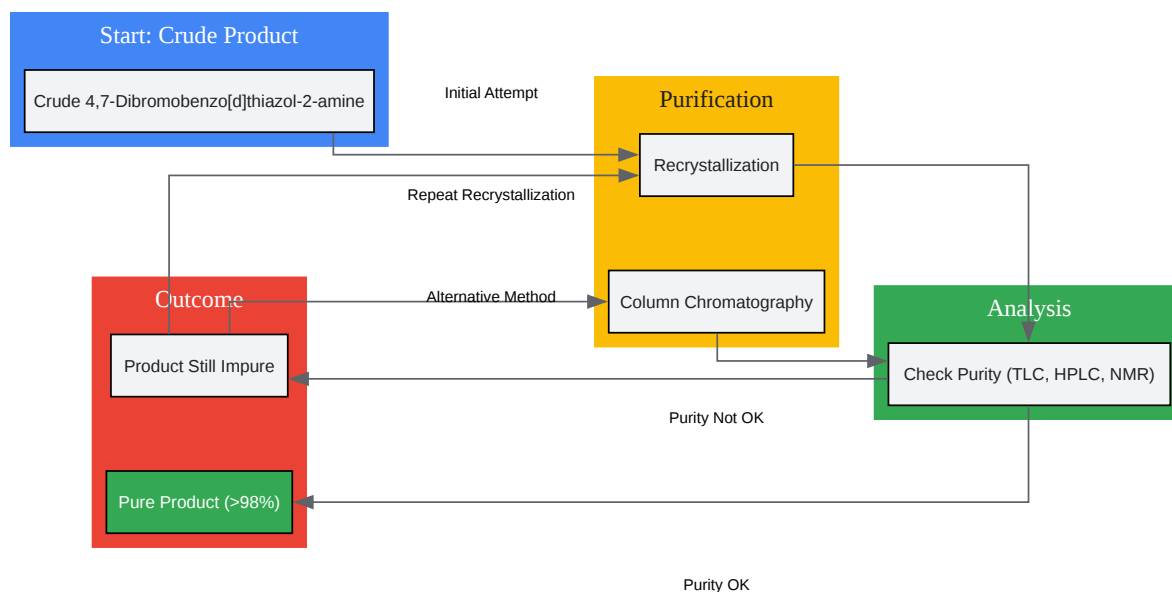 Start: Crude Product
Crude 4,7-Dibromobenzo[d]thiazol-2-amine
Initial Attempt
Purification
Recrystallization
Repeat Recrystallization
Outcome
Alternative Method
Column Chromatography
Analysis
Product Still Impure
Check Purity (TLC, HPLC, NMR)
Purity Not OK
Pure Product (>98%)
Purity OK